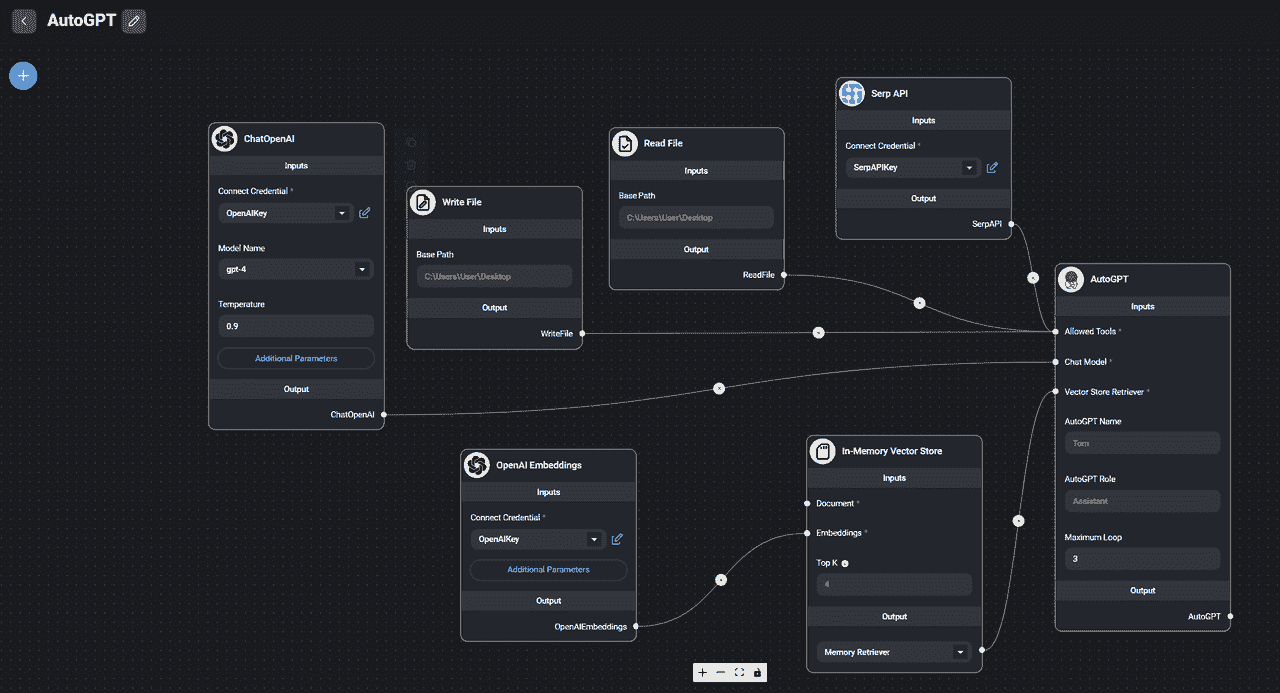 AutoGPT
ChatOpenAI
Inputs
Connect Credential *
OpenAIKey
Model Name
gpt-4
Temperature
0.9
Additional Parameters
Output
ChatOpenAI
Write File
Inputs
Base Path
C:\Users\User\Desktop
Output
WriteFile
Read File
Inputs
Base Path
C:\Users\User\Desktop
Output
ReadFile
Serp API
Inputs
Connect Credential *
SerpAPIKey
Output
SerpAPI
OpenAI Embeddings
Inputs
Connect Credential *
OpenAIKey
Additional Parameters
Output
OpenAIEmbeddings
In-Memory Vector Store
Inputs
Document *
Embeddings *
Top K
4
Output
Memory Retriever
AutoGPT
Inputs
Allowed Tools *
Chat Model *
Vector Store Retriever *
AutoGPT Name
Tom
AutoGPT Role
Assistant
Maximum Loop
3
Output
AutoGPT